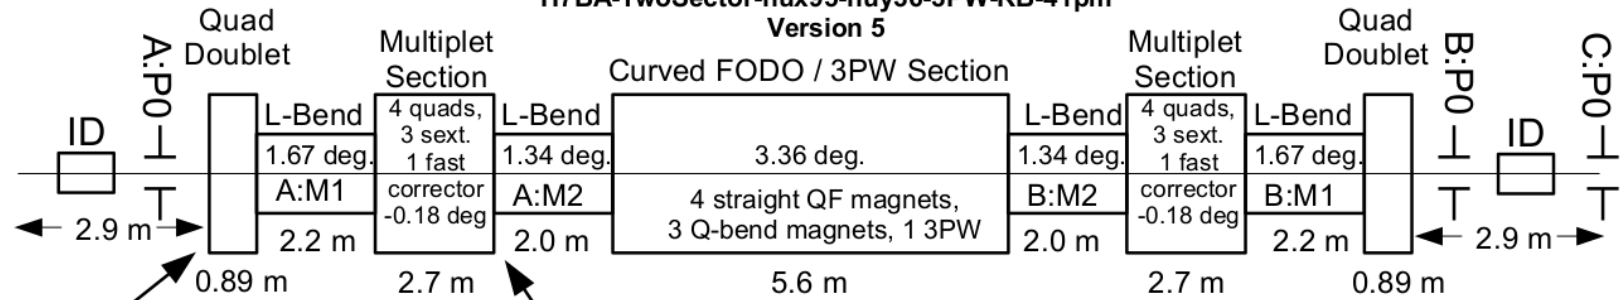 Version 5
Quad
Doublet
Multiplet
Section
Curved FODO / 3PW Section
Multiplet
Section
Quad
Doublet
A:P0
B:P0
C:P0
ID
L-Bend
1.67 deg.
A:M1
2.2 m
4 quads,
3 sext.
1 fast
corrector
-0.18 deg
L-Bend
1.34 deg.
A:M2
2.0 m
3.36 deg.
4 straight QF magnets,
3 Q-bend magnets, 1 3PW
L-Bend
1.34 deg.
B:M2
2.0 m
4 quads,
3 sext.
1 fast
corrector
-0.18 deg
L-Bend
1.67 deg.
B:M1
2.2 m
ID
2.9 m
0.89 m
2.7 m
5.6 m
2.7 m
0.89 m
2.9 m